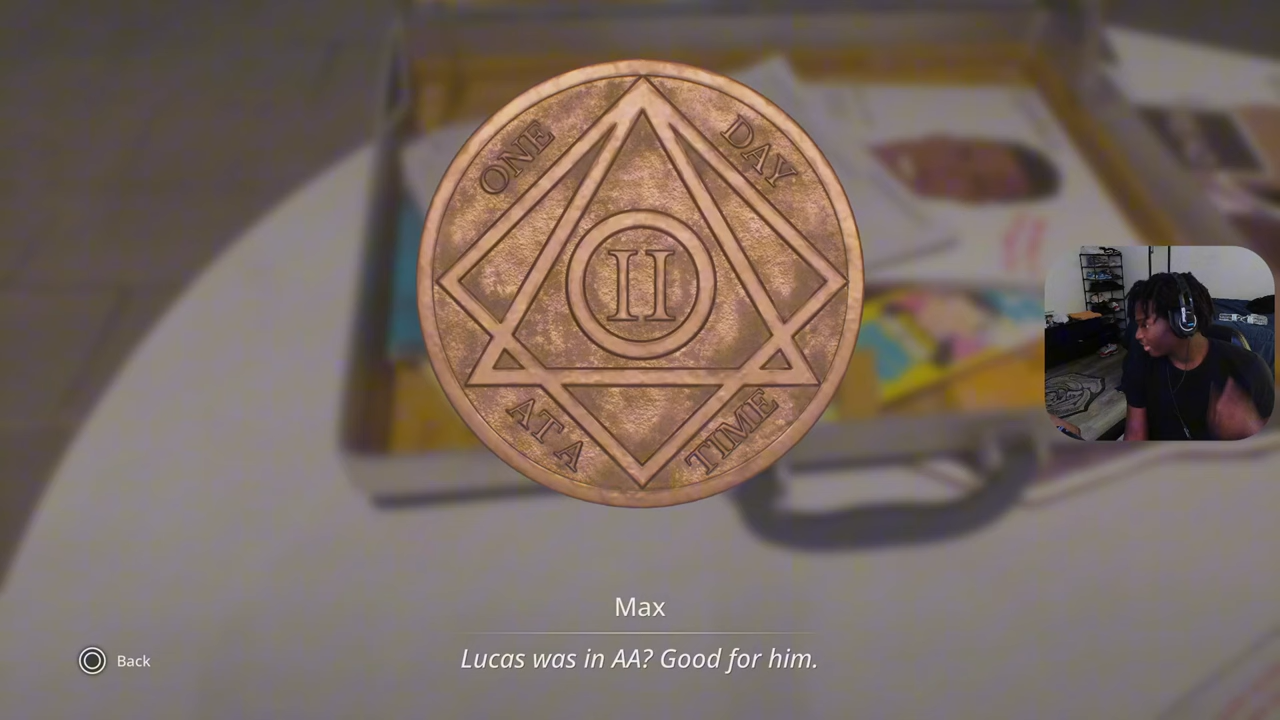 ONE
DAY
II
AT A
TIME
Max
Lucas was in AA? Good for him.
Back